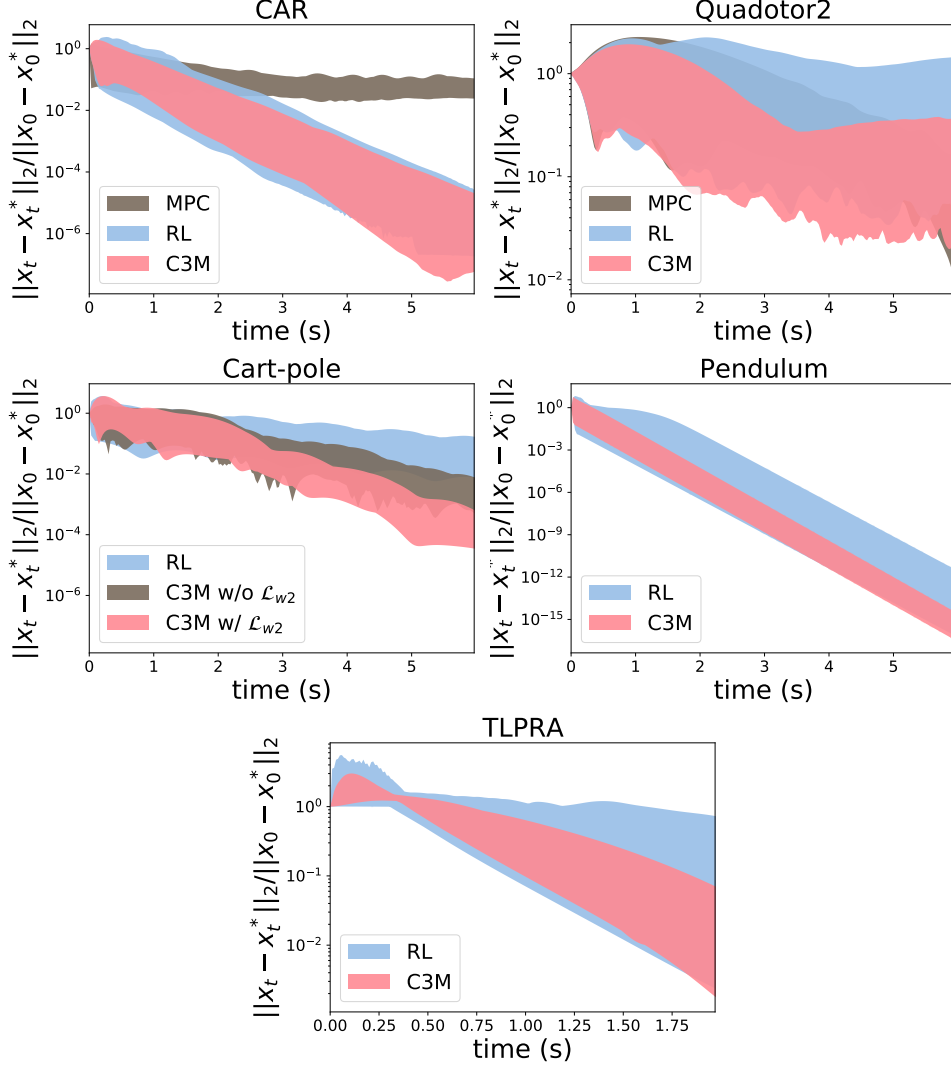 CAR
||x_t − x_t^*||_2/||x_0 − x_0^*||_2
10^0
10^−2
10^−4
10^−6
MPC
RL
C3M
0 1 2 3 4 5
time (s)
Quadotor2
||x_t − x_t^*||_2/||x_0 − x_0^*||_2
10^0
10^−1
10^−2
MPC
RL
C3M
0 1 2 3 4 5
time (s)
Cart-pole
||x_t − x_t^*||_2/||x_0 − x_0^*||_2
10^0
10^−2
10^−4
10^−6
RL
C3M w/o ℒ_w2
C3M w/ ℒ_w2
0 1 2 3 4 5
time (s)
Pendulum
||x_t − x_t^*||_2/||x_0 − x_0^*||_2
10^0
10^−3
10^−6
10^−9
10^−12
10^−15
RL
C3M
0 1 2 3 4 5
time (s)
TLPRA
||x_t − x_t^*||_2/||x_0 − x_0^*||_2
10^0
10^−1
10^−2
RL
C3M
0.00 0.25 0.50 0.75 1.00 1.25 1.50 1.75
time (s)